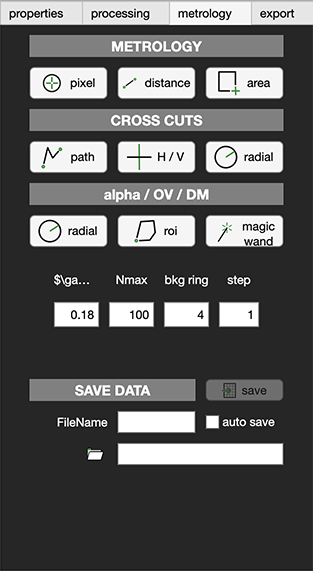 properties processing metrology export
METROLOGY
pixel distance area
CROSS CUTS
path H / V radial
alpha / OV / DM
radial roi magic
wand
$\ga... Nmax bkg ring step
0.18 100 4 1
SAVE DATA save
FileName auto save